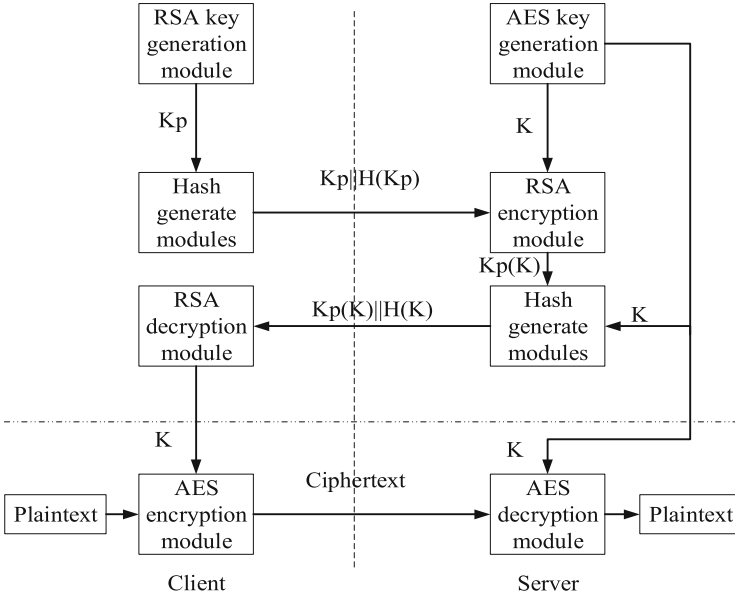 RSA key
generation
module
AES key
generation
module
Kp
K
Hash
generate
modules
Kp||H(Kp)
RSA
encryption
module
Kp(K)
RSA
decryption
module
Kp(K)||H(K)
Hash
generate
modules
K
K
K
Plaintext
AES
encryption
module
Ciphertext
AES
decryption
module
Plaintext
Client
Server